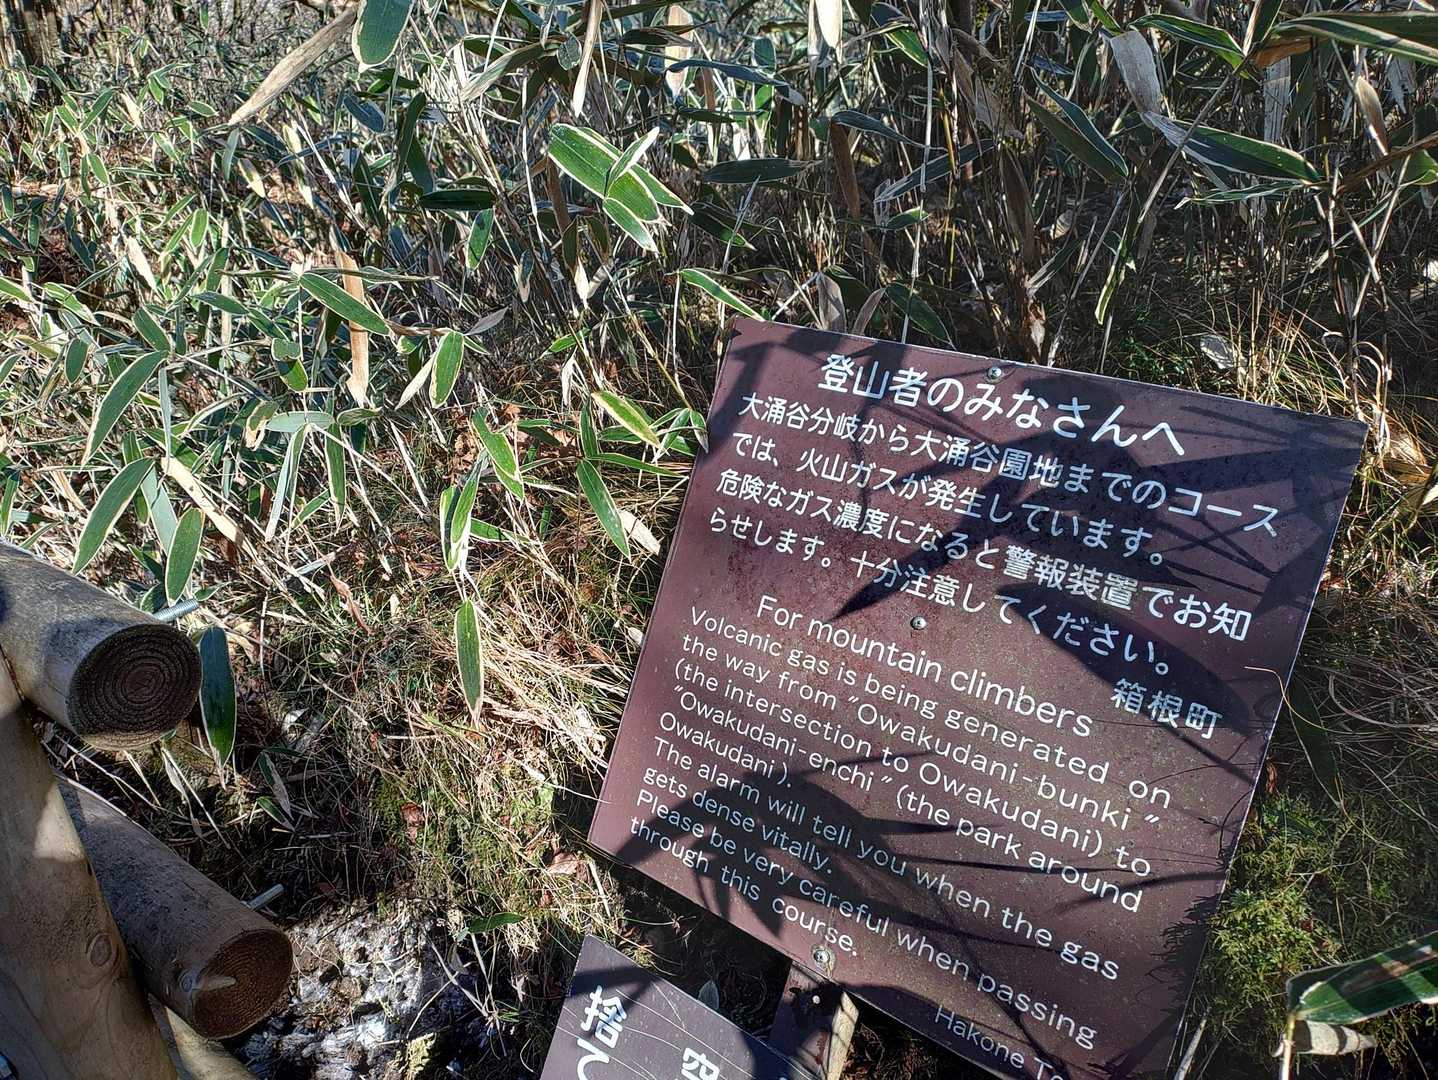 登山者のみなさんへ
大涌谷分岐から大涌谷園地までのコース
では、火山ガスが発生しています。
危険なガス濃度になると警報装置でお知
らせします。十分注意してください。
箱根町
For mountain climbers
Volcanic gas is being generated on
the way from "Owakudani-bunki"
(the intersection to Owakudani) to
"Owakudani-enchi" (the park around
Owakudani).
The alarm will tell you when the gas
gets dense vitally.
Please be very careful when passing
through this course.
Hakone
捨
空
て